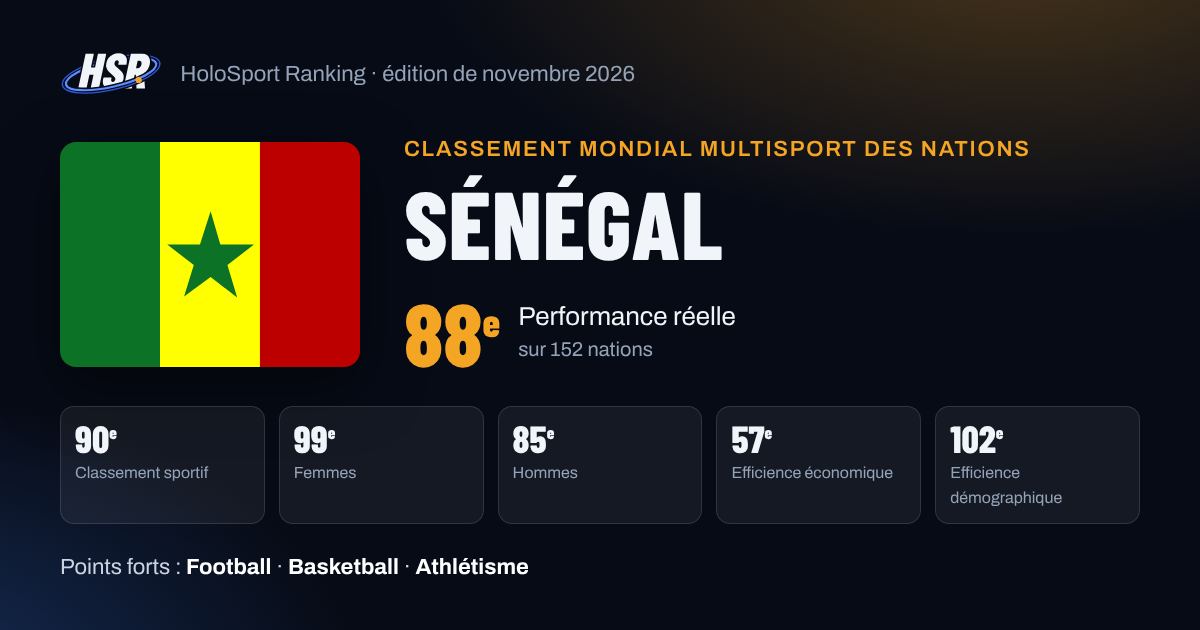 HSR
HoloSport Ranking · édition de novembre 2026
CLASSEMENT MONDIAL MULTISPORT DES NATIONS
SÉNÉGAL
88e
Performance réelle
sur 152 nations
90e
Classement sportif
99e
Femmes
85e
Hommes
57e
Efficience économique
102e
Efficience
démographique
Points forts : Football · Basketball · Athlétisme